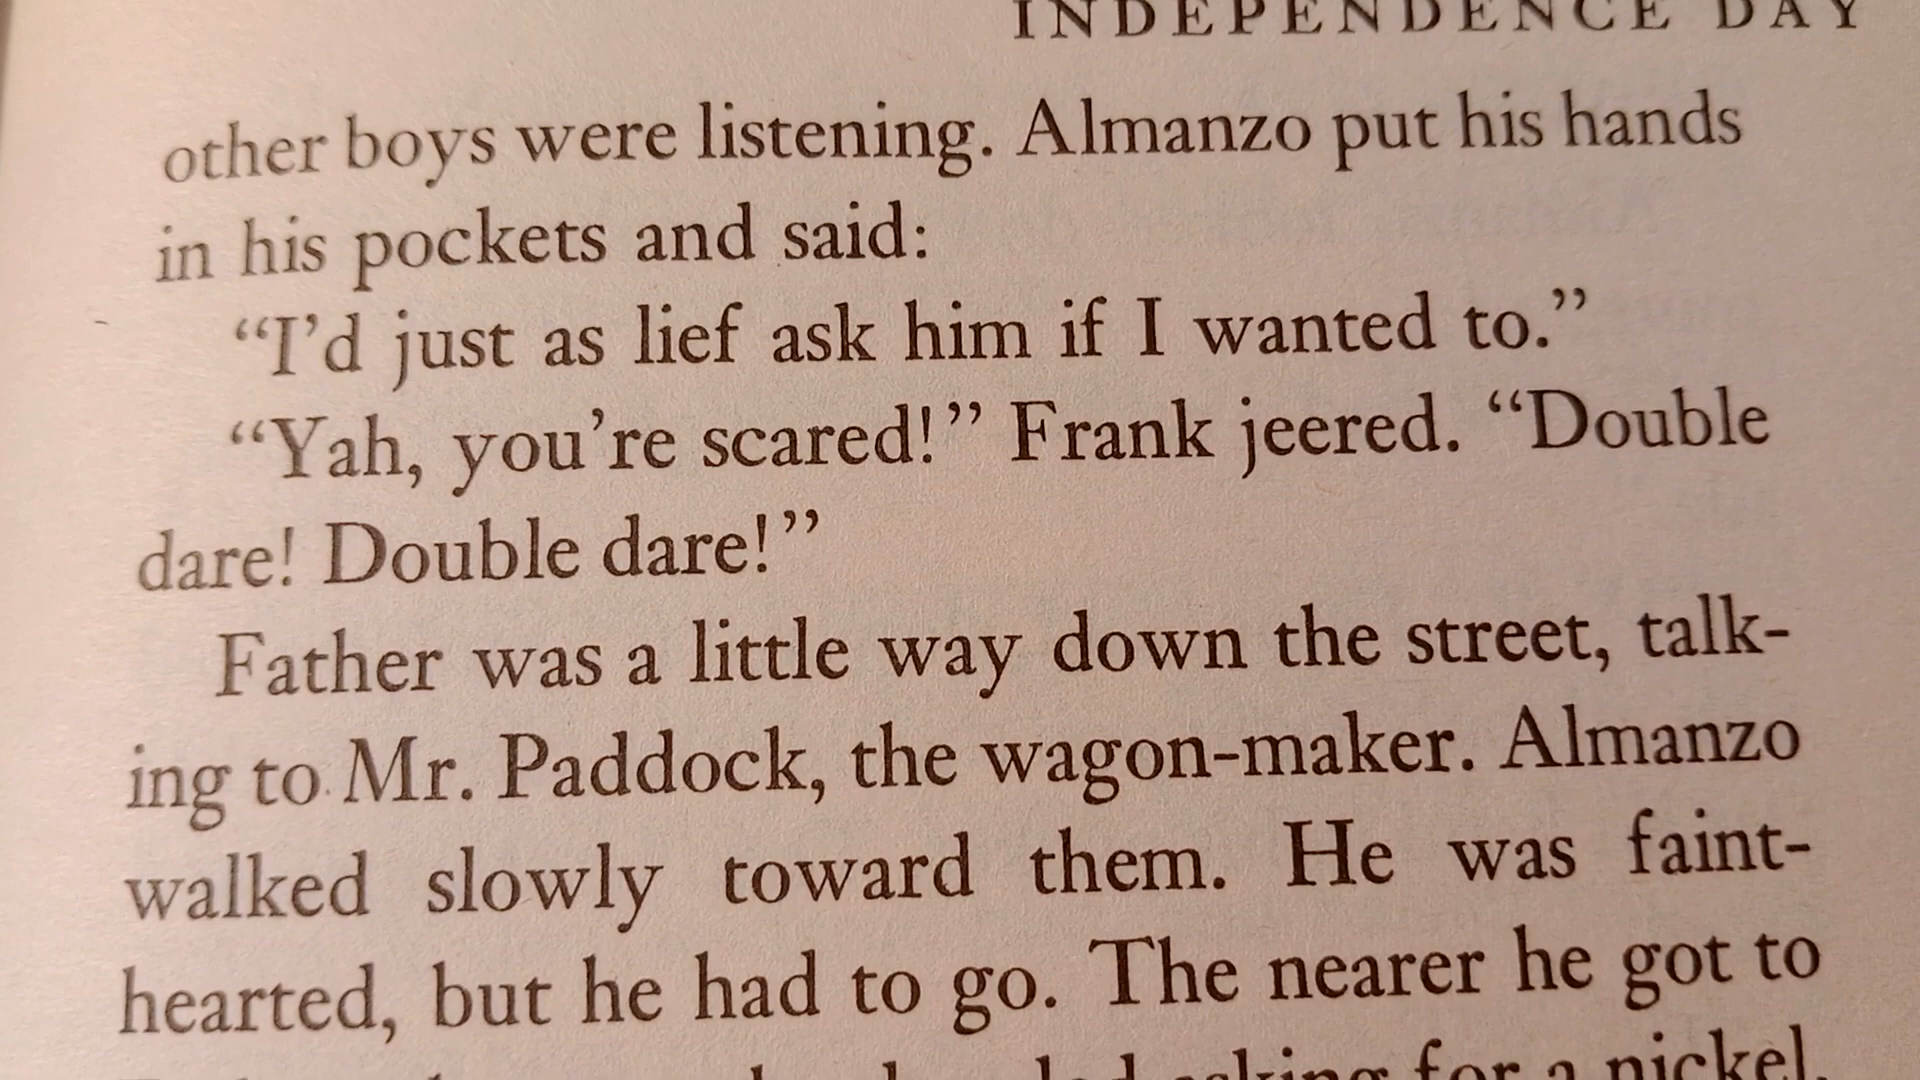 INDEPENDENCE DAY
other boys were listening. Almanzo put his hands
in his pockets and said:
“I’d just as lief ask him if I wanted to.”
“Yah, you’re scared!” Frank jeered. “Double
dare! Double dare!”
Father was a little way down the street, talk-
ing to Mr. Paddock, the wagon-maker. Almanzo
walked slowly toward them. He was faint-
hearted, but he had to go. The nearer he got to
asking for a nickel.